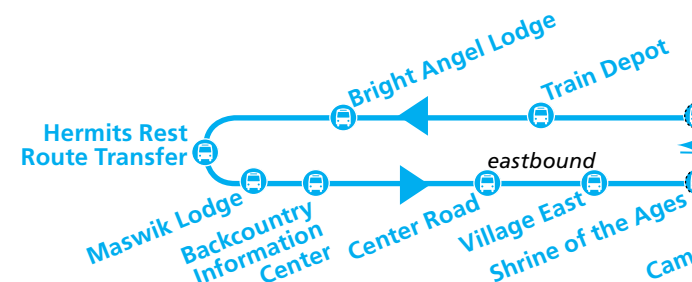 Bright Angel Lodge
Train Depot
Hermits Rest
Route Transfer
eastbound
Maswik Lodge
Backcountry
Information
Center
Center Road
Village East
Shrine of the Ages